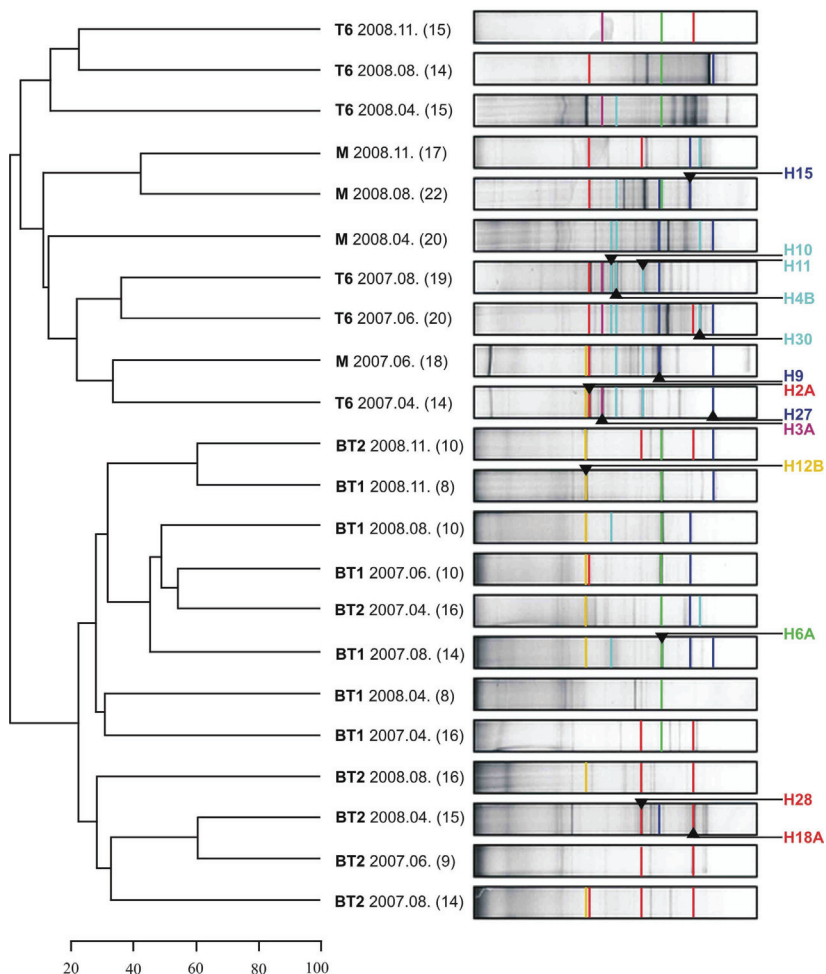 T6 2008.11. (15)
T6 2008.08. (14)
T6 2008.04. (15)
M 2008.11. (17)
H15
M 2008.08. (22)
M 2008.04. (20)
H10
H11
T6 2007.08. (19)
H4B
T6 2007.06. (20)
H30
M 2007.06. (18)
H9
H2A
T6 2007.04. (14)
H27
H3A
BT2 2008.11. (10)
H12B
BT1 2008.11. (8)
BT1 2008.08. (10)
BT1 2007.06. (10)
BT2 2007.04. (16)
H6A
BT1 2007.08. (14)
BT1 2008.04. (8)
BT1 2007.04. (16)
BT2 2008.08. (16)
H28
BT2 2008.04. (15)
H18A
BT2 2007.06. (9)
BT2 2007.08. (14)
20 40 60 80 100